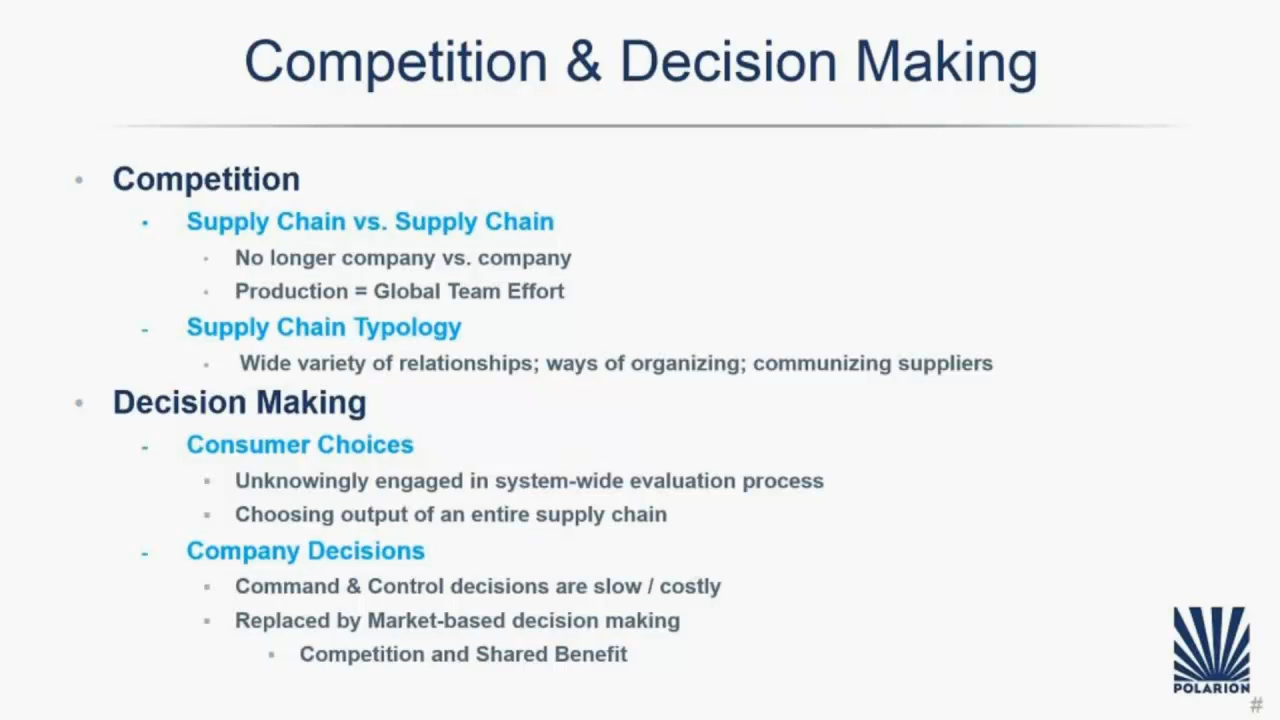 Competition & Decision Making
• Competition
• Supply Chain vs. Supply Chain
• No longer company vs. company
• Production = Global Team Effort
- Supply Chain Typology
• Wide variety of relationships; ways of organizing; communizing suppliers
• Decision Making
- Consumer Choices
▪ Unknowingly engaged in system-wide evaluation process
▪ Choosing output of an entire supply chain
- Company Decisions
▪ Command & Control decisions are slow / costly
▪ Replaced by Market-based decision making
▪ Competition and Shared Benefit
POLARION
#